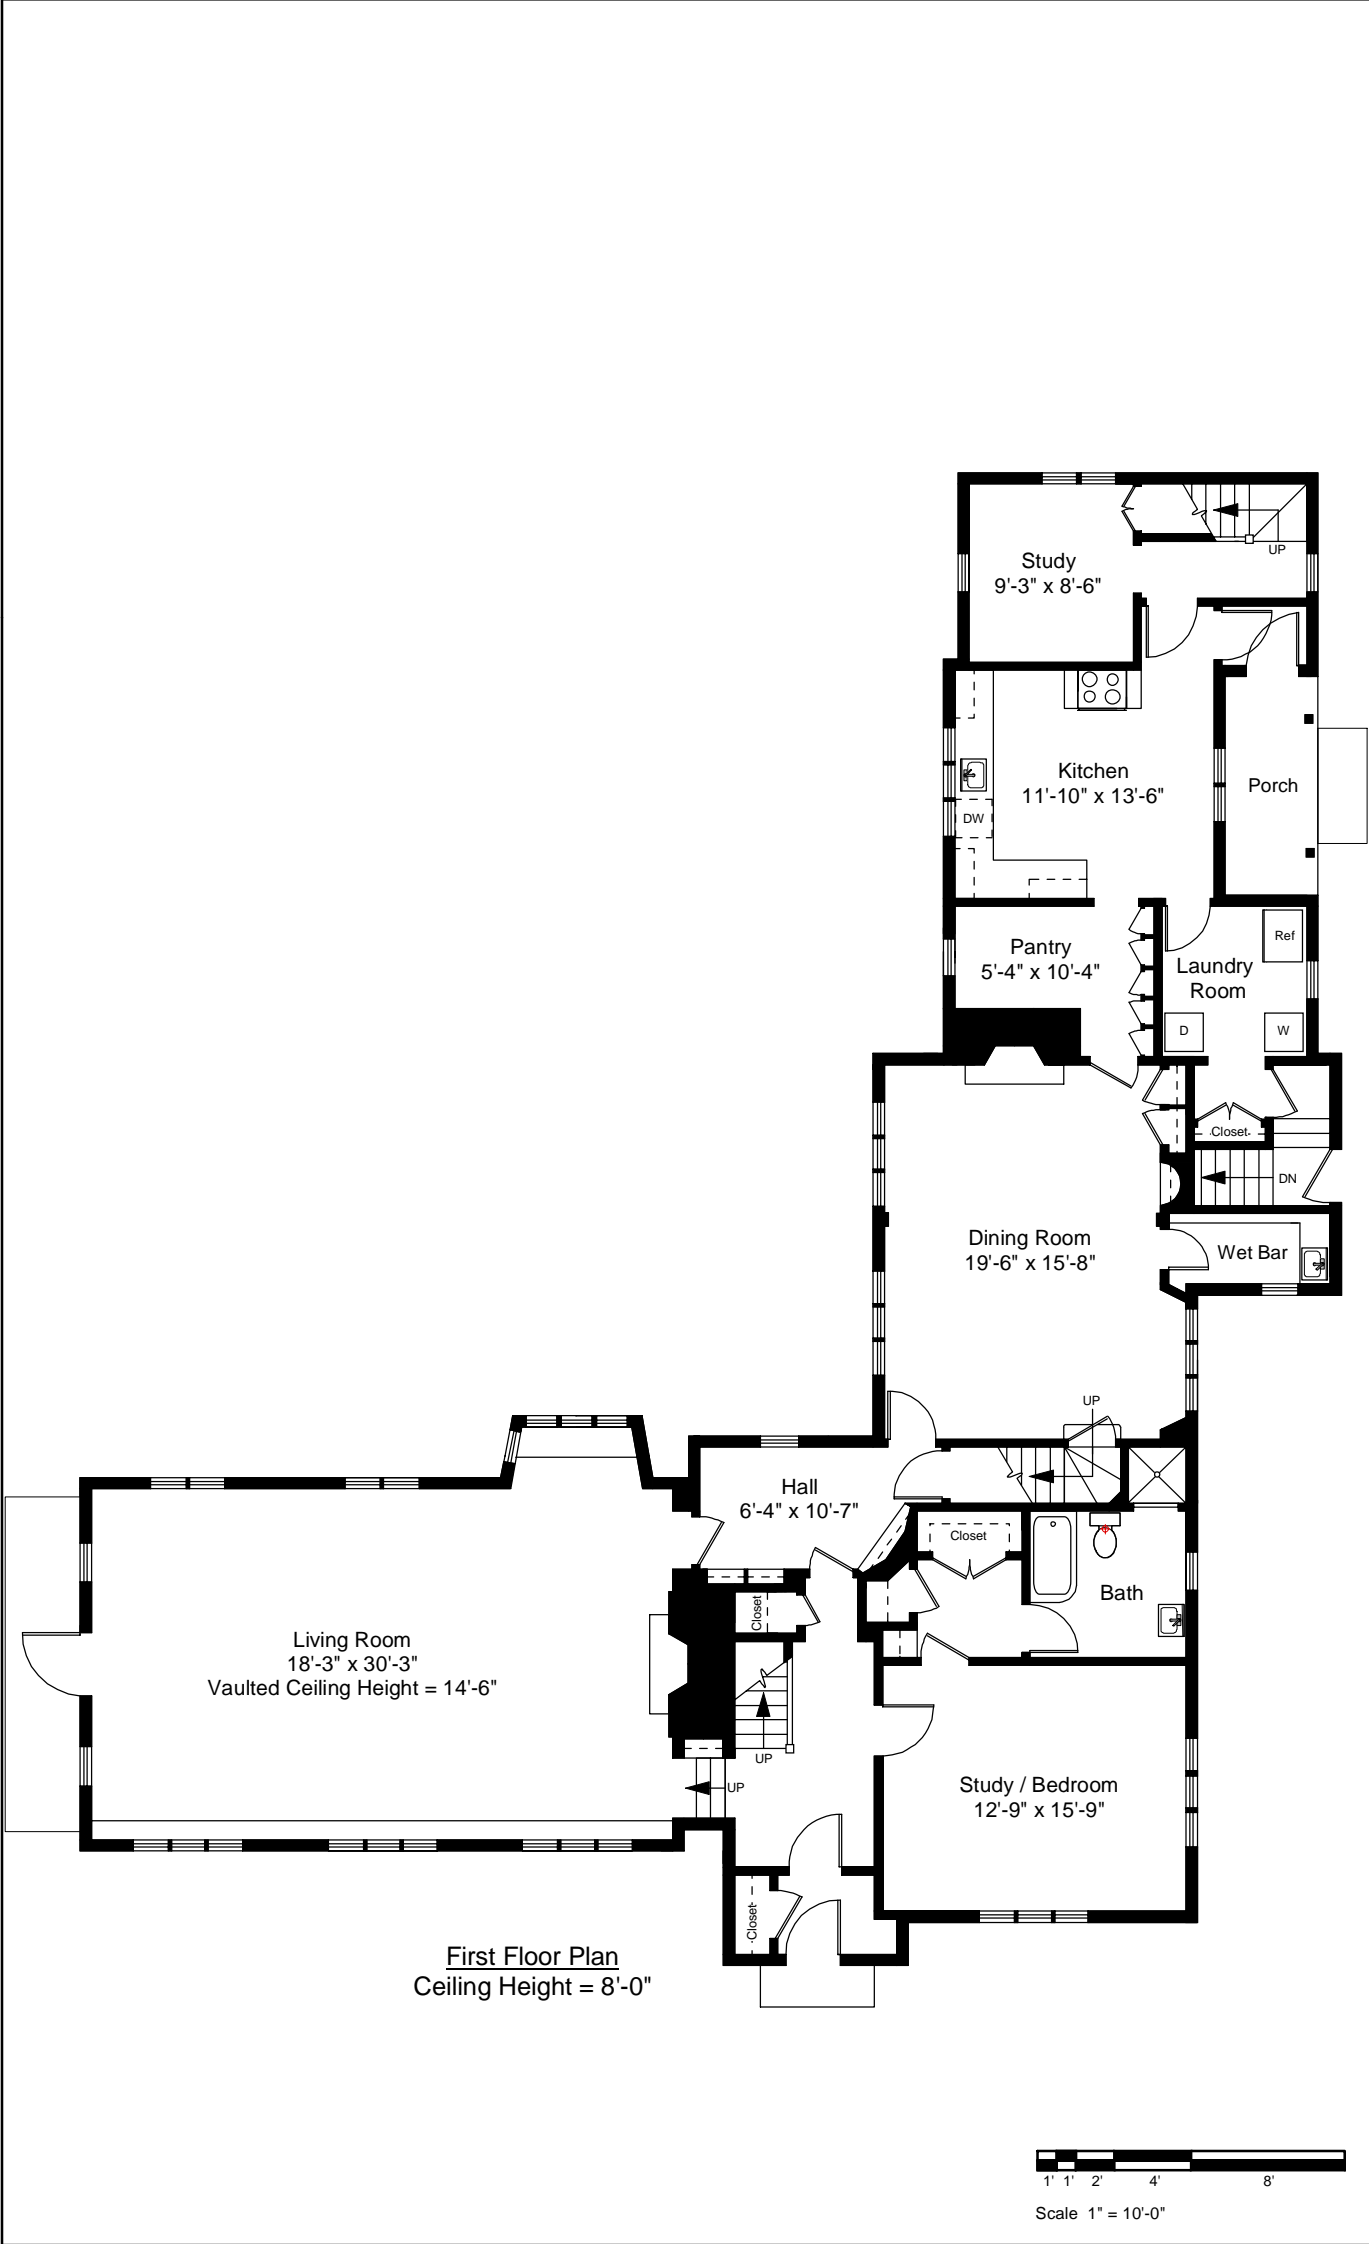 UP
Study
9'-3" x 8'-6"
Kitchen
11'-10" x 13'-6"
Porch
DW
Pantry
5'-4" x 10'-4"
Ref
Laundry
Room
D
W
Closet
DN
Dining Room
19'-6" x 15'-8"
Wet Bar
UP
Hall
6'-4" x 10'-7"
Closet
Bath
Closet
Living Room
18'-3" x 30'-3"
Vaulted Ceiling Height = 14'-6"
UP
UP
Study / Bedroom
12'-9" x 15'-9"
Closet
First Floor Plan
Ceiling Height = 8'-0"
1' 1' 2' 4' 8'
Scale 1" = 10'-0"